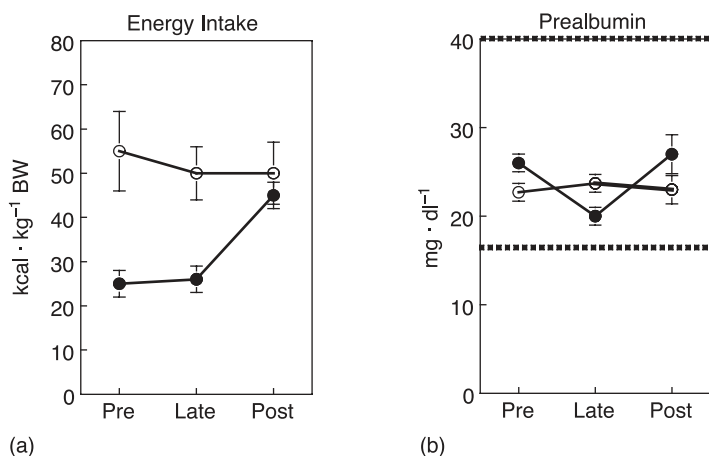 Energy Intake
80
70
60
50
40
30
20
10
0
kcal · kg⁻¹ BW
Pre Late Post
(a)
Prealbumin
40
30
20
10
0
mg · dl⁻¹
Pre Late Post
(b)